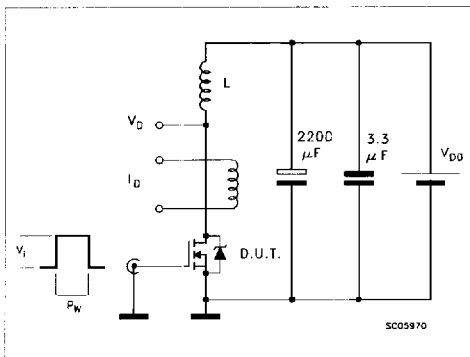 L
V_D
2200
µF
3.3
µF
V_DD
I_D
V_i
D.U.T.
P_W
SC05970